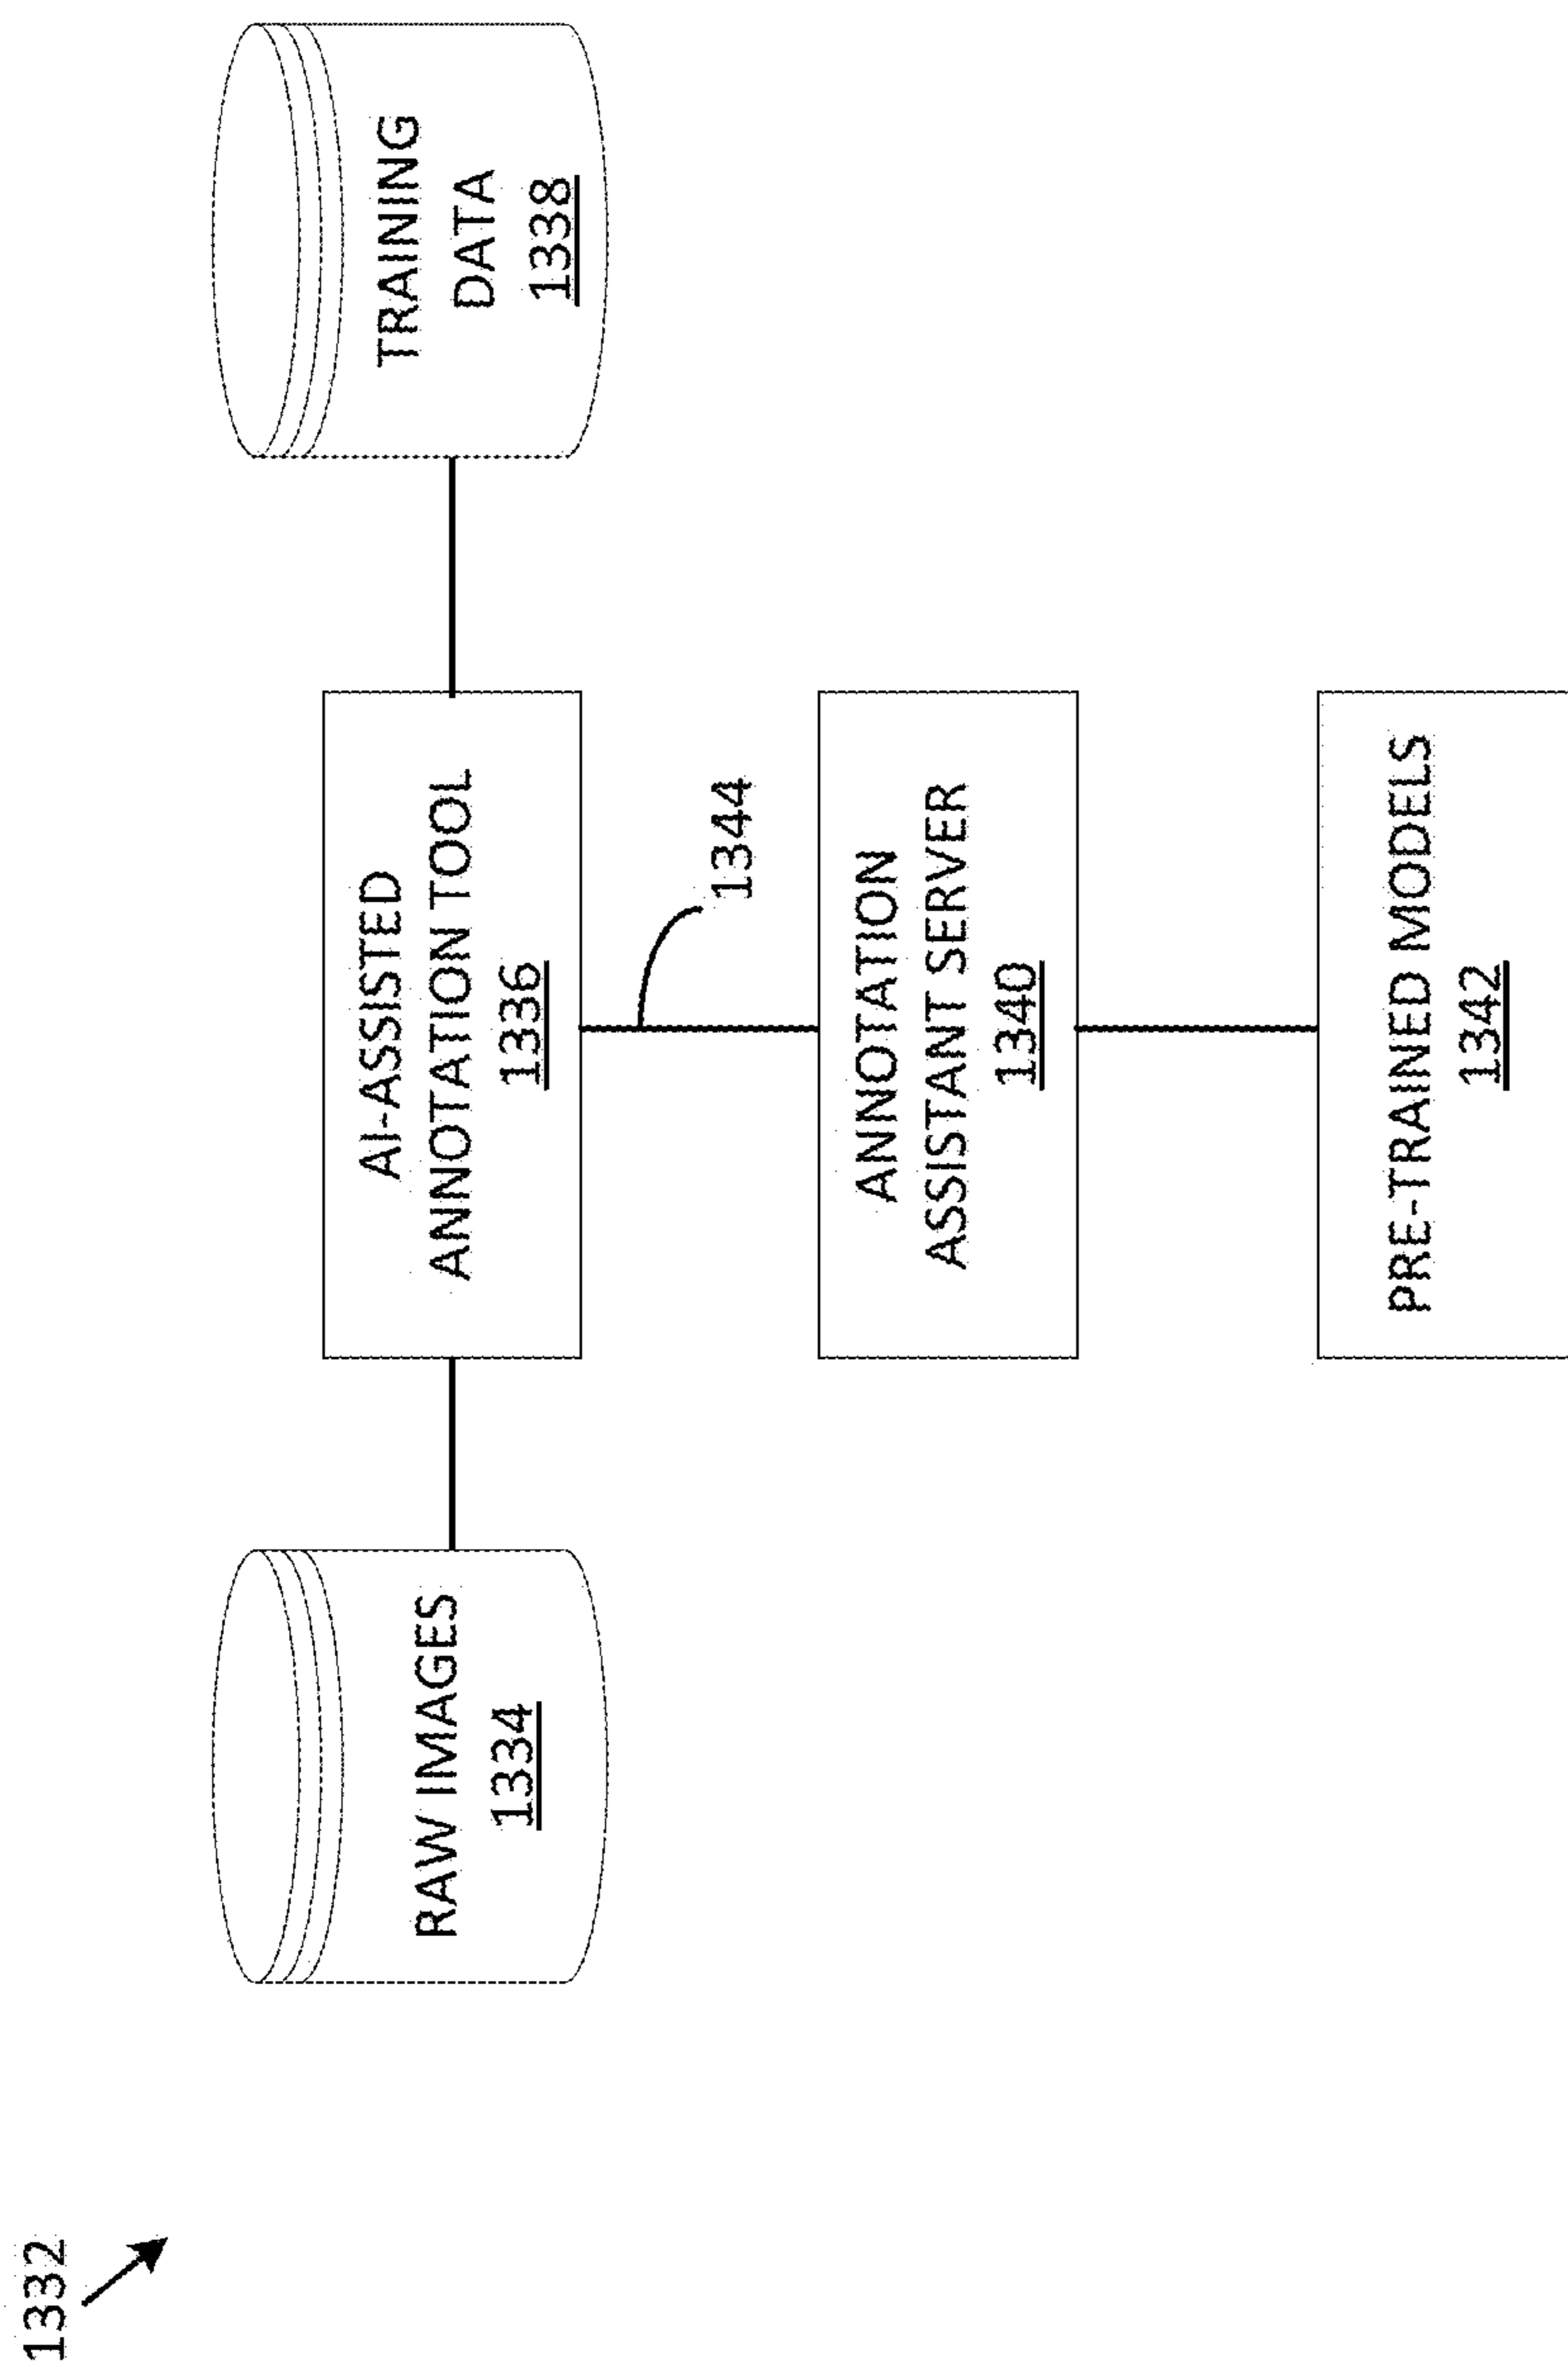 1332
RAW IMAGES
1334
AI-ASSISTED
ANNOTATION TOOL
1336
TRAINING
DATA
1338
1344
ANNOTATION
ASSISTANT SERVER
1340
PRE-TRAINED MODELS
1342